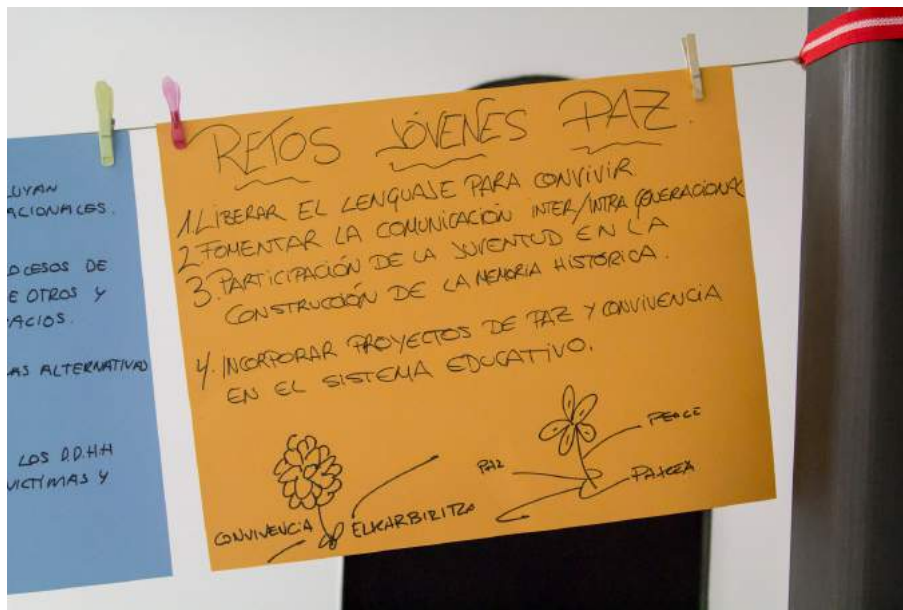 LUYAN
ACIONALES.
OCESOS DE
E OTROS Y
ACIOS.
AS ALTERNATIVAS
LOS DD.HH
VICTIMAS Y
RETOS JÓVENES PAZ.
1. LIBERAR EL LENGUAJE PARA CONVIVIR
2 FOMENTAR LA COMUNICACIÓN INTER/INTRA GENERACIONAL
3. PARTICIPACIÓN DE LA JUVENTUD EN LA
CONSTRUCCIÓN DE LA MEMORIA HISTÓRICA.
4. INCORPORAR PROYECTOS DE PAZ Y CONVIVENCIA
EN EL SISTEMA EDUCATIVO.
PEACE
PAZ
PAKEA
CONVIVENCIA
ELKARBIZITZA